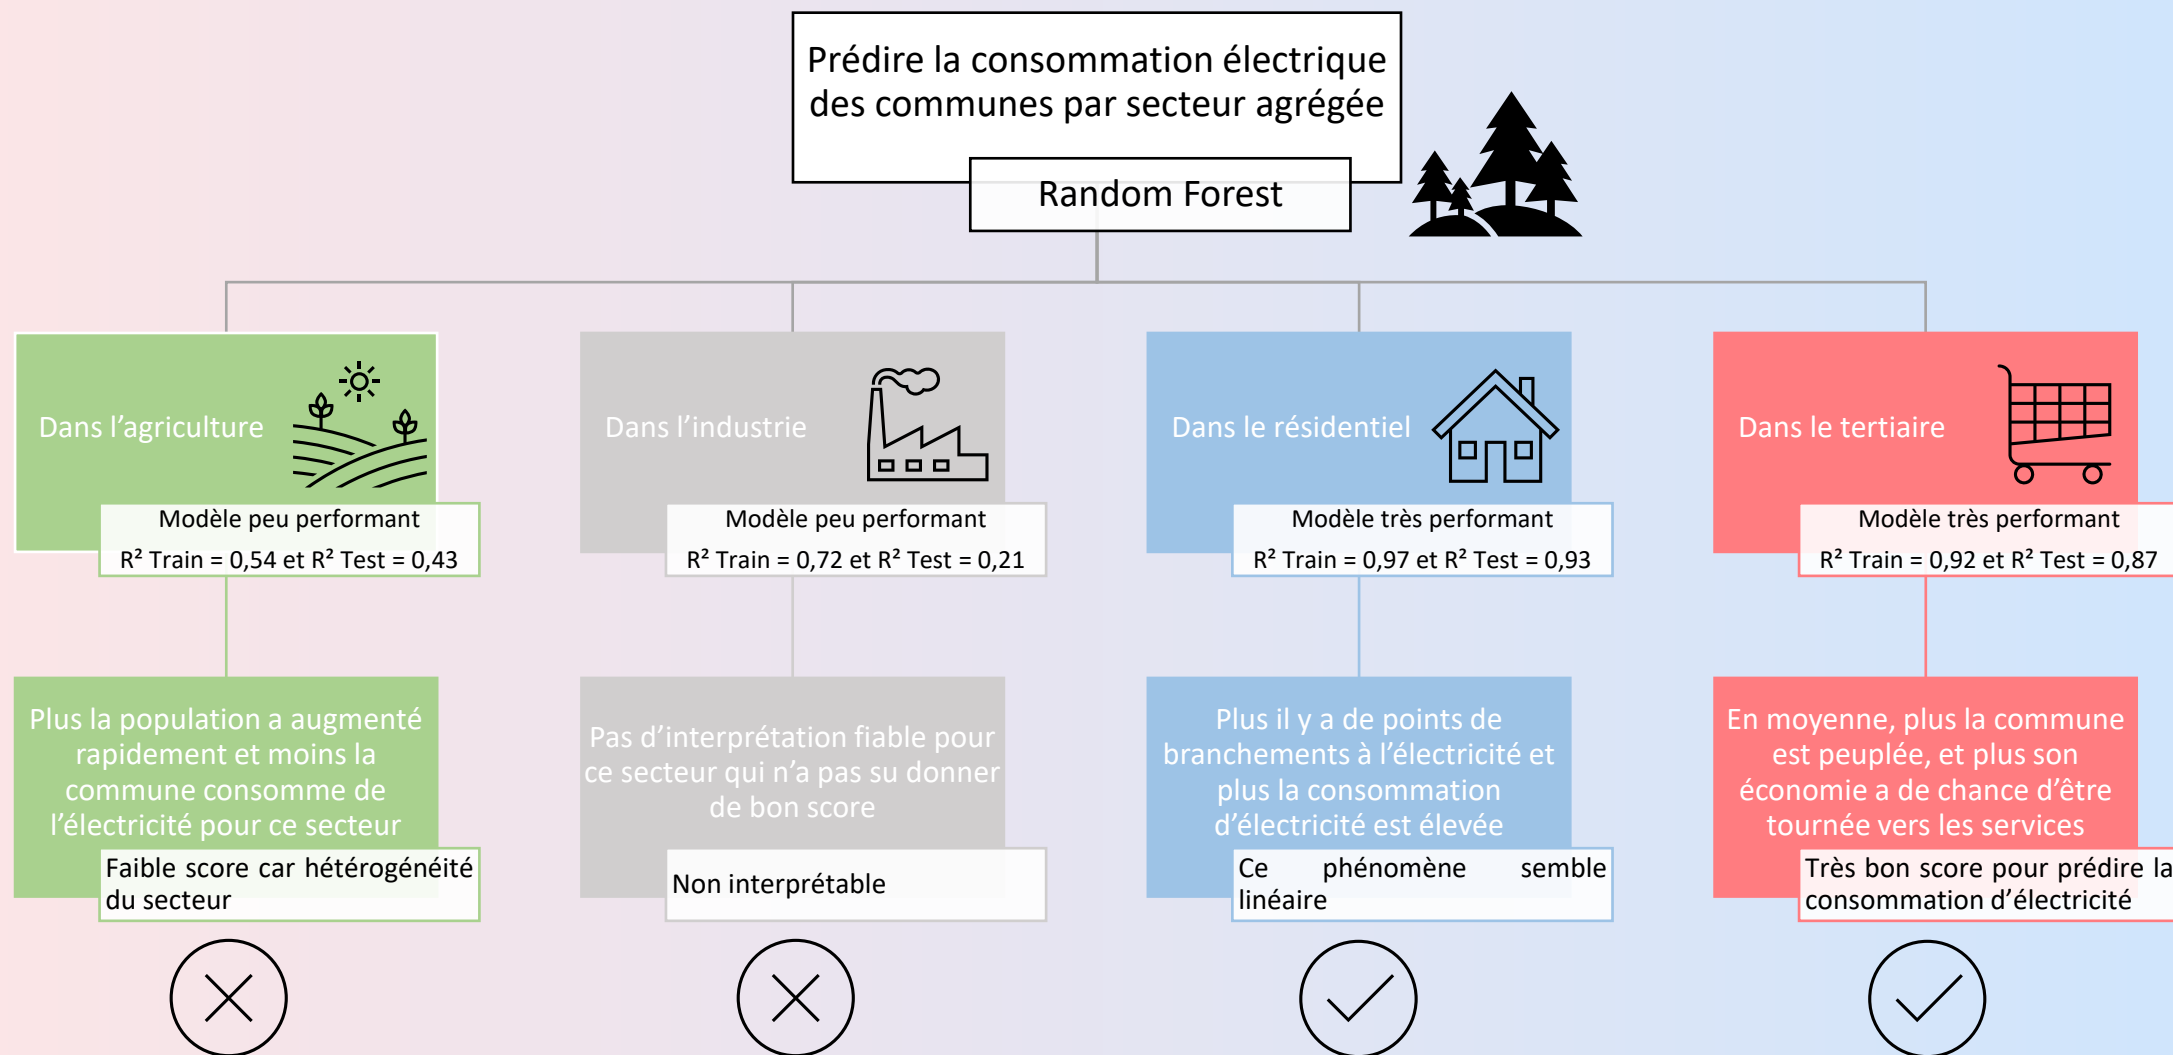 Prédire la consommation électrique
des communes par secteur agrégée
Random Forest
Dans l'agriculture
Modèle peu performant
R² Train = 0,54 et R² Test = 0,43
Dans l'industrie
Modèle peu performant
R² Train = 0,72 et R² Test = 0,21
Dans le résidentiel
Modèle très performant
R² Train = 0,97 et R² Test = 0,93
Dans le tertiaire
Modèle très performant
R² Train = 0,92 et R² Test = 0,87
Plus la population a augmenté
rapidement et moins la
commune consomme de
l'électricité pour ce secteur
Faible score car hétérogénéité
du secteur
Pas d'interprétation fiable pour
ce secteur qui n'a pas su donner
de bon score
Non interprétable
Plus il y a de points de
branchements à l'électricité et
plus la consommation
d'électricité est élevée
Ce phénomène semble
linéaire
En moyenne, plus la commune
est peuplée, et plus son
économie a de chance d'être
tournée vers les services
Très bon score pour prédire la
consommation d'électricité